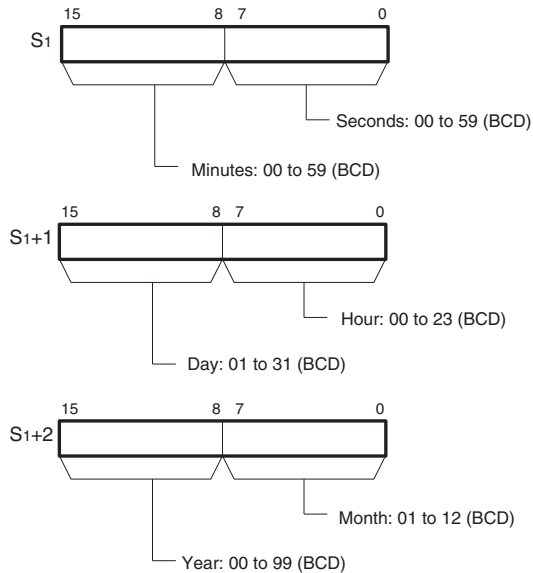 15 8 7 0
S1
Seconds: 00 to 59 (BCD)
Minutes: 00 to 59 (BCD)
15 8 7 0
S1+1
Hour: 00 to 23 (BCD)
Day: 01 to 31 (BCD)
15 8 7 0
S1+2
Month: 01 to 12 (BCD)
Year: 00 to 99 (BCD)